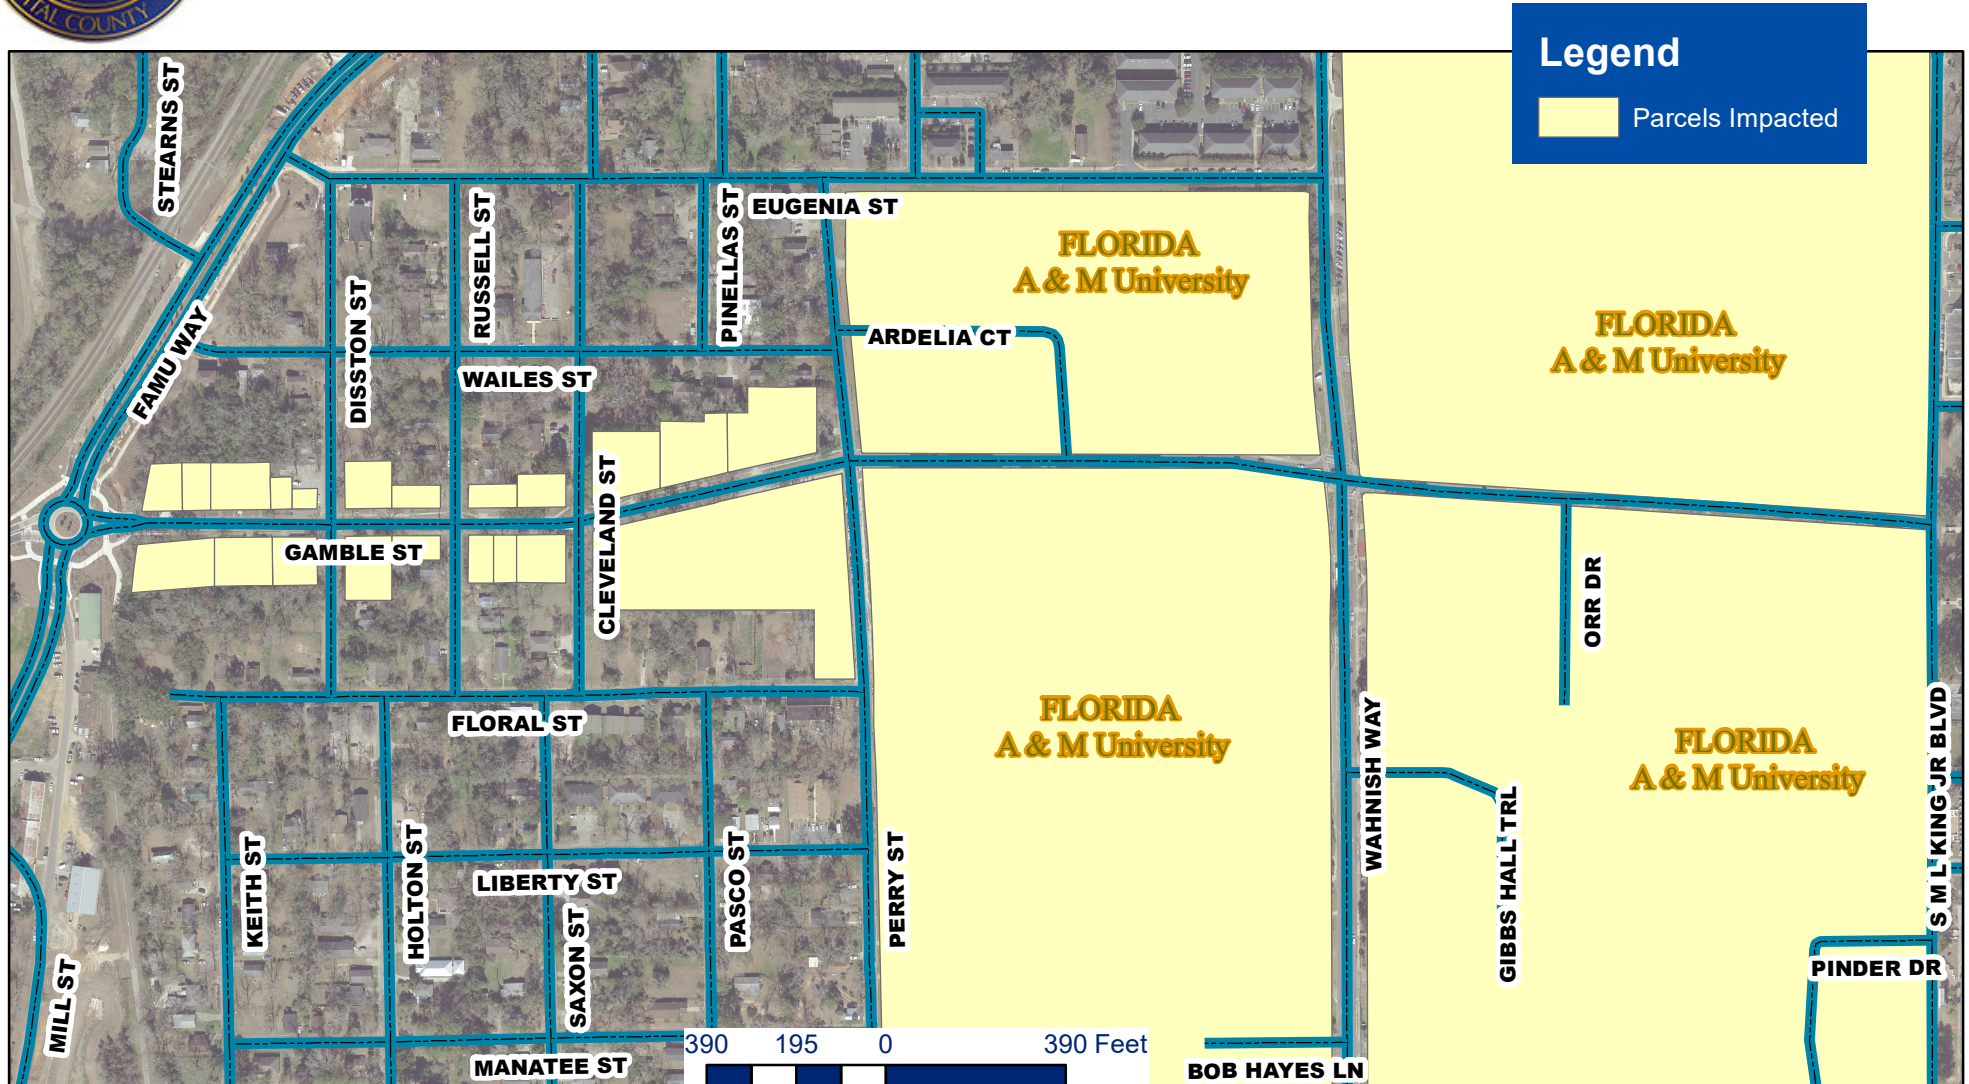 ITAL COUNTY
Legend
Parcels Impacted
STEARNS ST
RUSSELL ST
PINELLAS ST
EUGENIA ST
FLORIDA
A & M University
FLORIDA
A & M University
DISSTON ST
FAMU WAY
ARDELIA CT
WAILES ST
CLEVELAND ST
GAMBLE ST
ORR DR
FLORAL ST
FLORIDA
A & M University
WAHNISH WAY
FLORIDA
A & M University
S M L KING JR BLVD
GIBBS HALL TRL
KEITH ST
HOLTON ST
LIBERTY ST
SAXON ST
PASCO ST
PERRY ST
PINDER DR
MILL ST
MANATEE ST
390 195 0 390 Feet
BOB HAYES LN